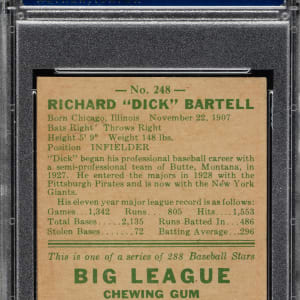 — No. 248 —
RICHARD "DICK" BARTELL
Born Chicago, Illinois November 22, 1907
Bats Right Throws Right
Height 5' 9" Weight 148 lbs.
Position INFIELDER
"Dick" began his professional baseball career with
a semi-professional team of Butte, Montana, in
1927. He entered the majors in 1928 with the
Pittsburgh Pirates and is now with the New York
Giants.
His eleven year major league record is as follows:
Games....1,342 Runs.. 805 Hits...1,553
Total Bases....2,135 Runs Batted In...486
Stolen Bases......72 Batting Average...296
This is one of a series of 288 Baseball Stars
BIG LEAGUE
CHEWING GUM